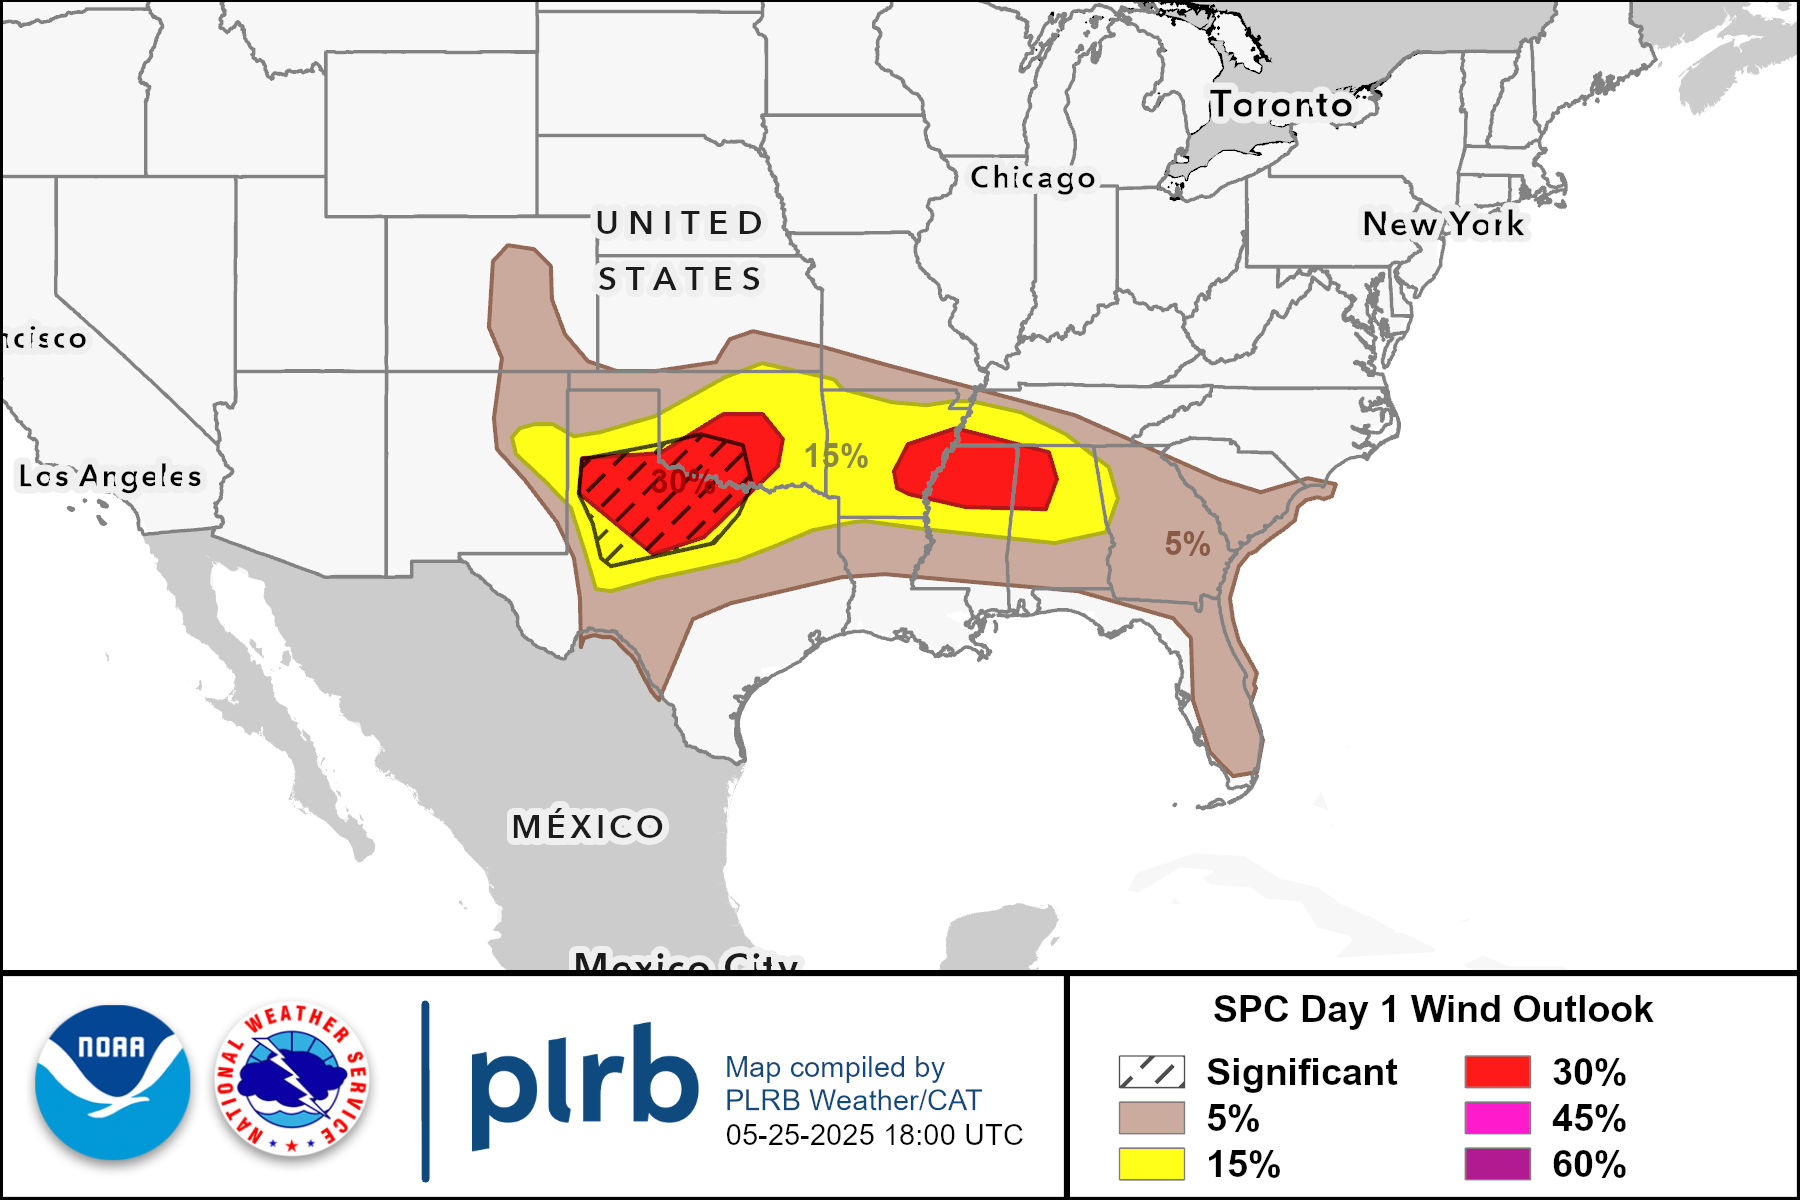 Toronto
Chicago
New York
UNITED
STATES
ncisco
Los Angeles
15%
30%
5%
MÉXICO
Mexico City
NOAA
NATIONAL WEATHER SERVICE
plrb
Map compiled by
PLRB Weather/CAT
05-25-2025 18:00 UTC
SPC Day 1 Wind Outlook
Significant
5%
15%
30%
45%
60%